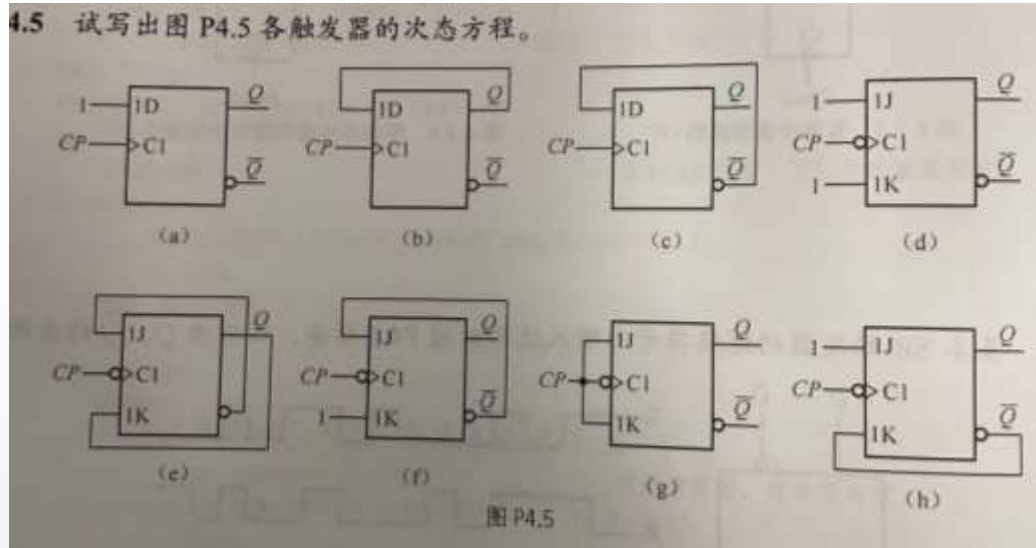 4.5 试写出图 P4.5 各触发器的次态方程。
1 1D Q
CP C1
Q̅
(a)
1D Q
CP C1
Q̅
(b)
1D Q
CP C1
Q̅
(c)
1 1J Q
CP C1
1 1K Q̅
(d)
1J Q
CP C1
1K
(e)
1J Q
CP C1
1 1K Q̅
(f)
1J Q
CP C1
1K Q̅
(g)
1 1J Q
CP C1
1K Q̅
(h)
图 P4.5